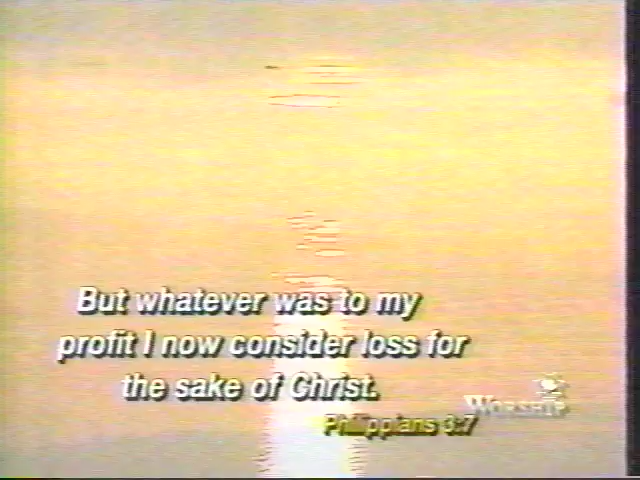 But whatever was to my
profit I now consider loss for
the sake of Christ.
Philippians 3:7
WORSHIP